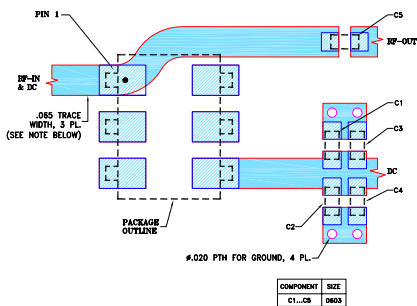 PIN 1
C5
RF-OUT
RF-IN
& DC
.065 TRACE
WIDTH, 3 PL.
(SEE NOTE BELOW)
C1
C3
DC
C4
C2
PACKAGE
OUTLINE
ø.020 PTH FOR GROUND, 4 PL.
COMPONENT SIZE
C1...C5 0603